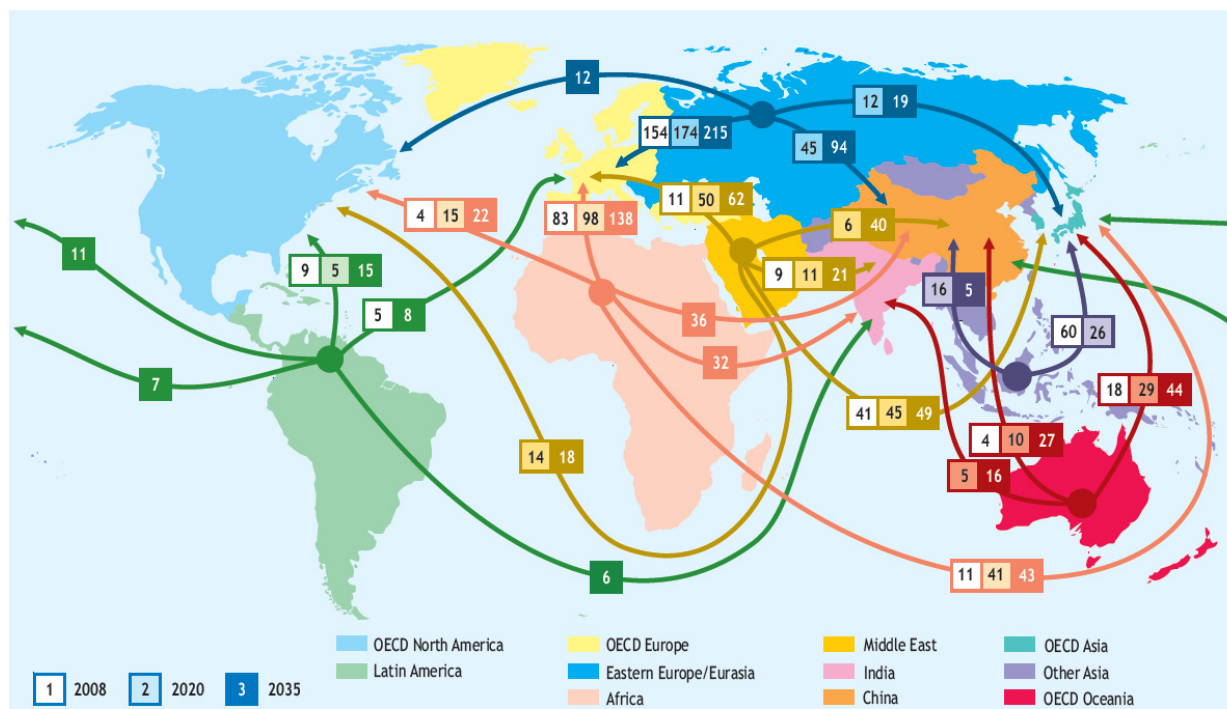 12
12 19
154 174 215
45 94
11 50 62
4 15 22
83 98 138
6 40
11
9 5 15
9 11 21
16 5
5 8
36
60 26
32
7
18 29 44
41 45 49
4 10 27
14 18
5 16
6
11 41 43
OECD North America
OECD Europe
Middle East
OECD Asia
Latin America
Eastern Europe/Eurasia
India
Other Asia
1 2008 2 2020 3 2035
Africa
China
OECD Oceania